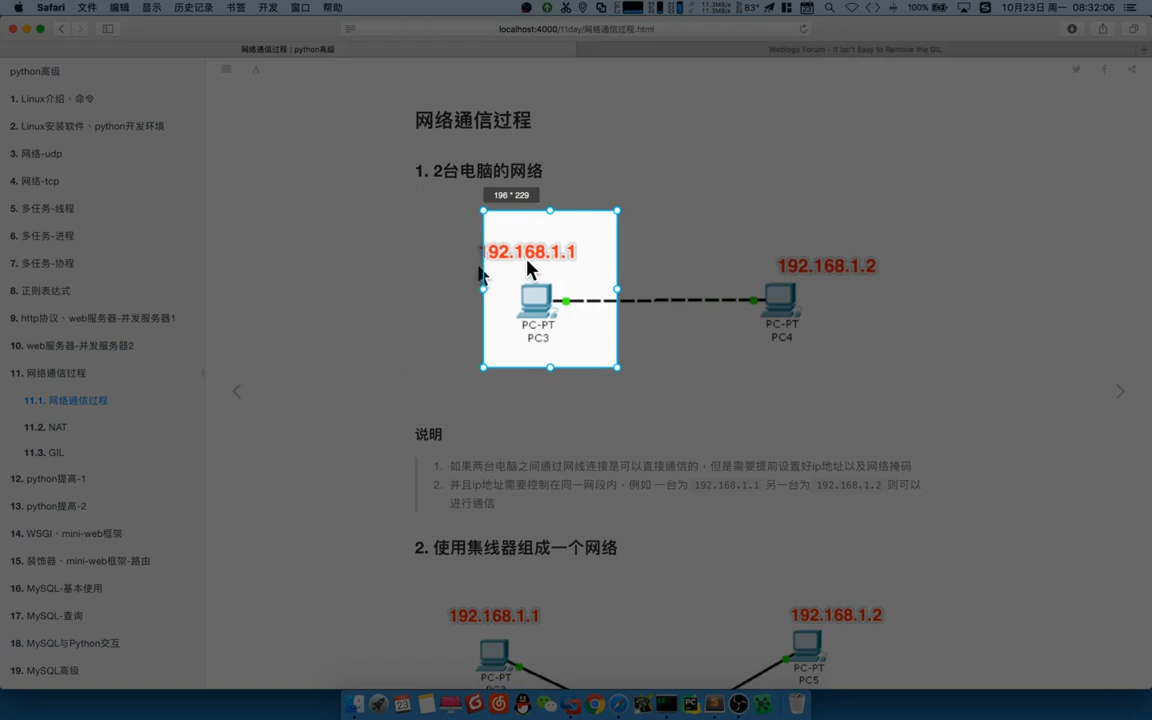 Safari 文件 编辑 显示 历史记录 书签 开发 窗口 帮助
11.3MB/s
11.3MB/s
83° 100% 10月23日 周一 08:32:06
localhost:4000/11day/网络通信过程.html
网络通信过程 | python高级
Weblogs Forum - It isn't Easy to Remove the GIL
python高级
1. Linux介绍、命令
2. Linux安装软件、python开发环境
3. 网络-udp
4. 网络-tcp
5. 多任务-线程
6. 多任务-进程
7. 多任务-协程
8. 正则表达式
9. http协议、web服务器-并发服务器1
10. web服务器-并发服务器2
11. 网络通信过程
11.1. 网络通信过程
11.2. NAT
11.3. GIL
12. python提高-1
13. python提高-2
14. WSGI、mini-web框架
15. 装饰器、mini-web框架-路由
16. MySQL-基本使用
17. MySQL-查询
18. MySQL与Python交互
19. MySQL高级
A
网络通信过程
1. 2台电脑的网络
196 * 229
192.168.1.1
192.168.1.2
PC-PT
PC3
PC-PT
PC4
说明
1. 如果两台电脑之间通过网线连接是可以直接通信的，但是需要提前设置好ip地址以及网络掩码
2. 并且ip地址需要控制在同一网段内，例如 一台为 192.168.1.1 另一台为 192.168.1.2 则可以
进行通信
2. 使用集线器组成一个网络
192.168.1.1
192.168.1.2
PC-PT
PC-PT
PC5
23